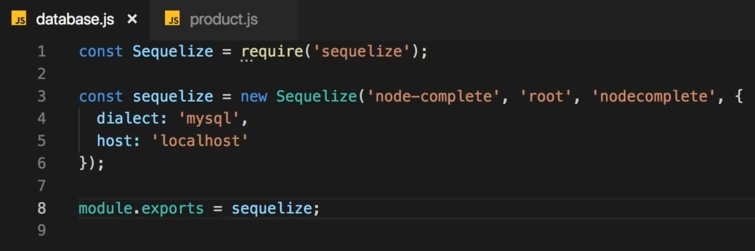 JS database.js × JS product.js
1 const Sequelize = require('sequelize');
2
3 const sequelize = new Sequelize('node-complete', 'root', 'nodecomplete', {
4 dialect: 'mysql',
5 host: 'localhost'
6 });
7
8 module.exports = sequelize;
9